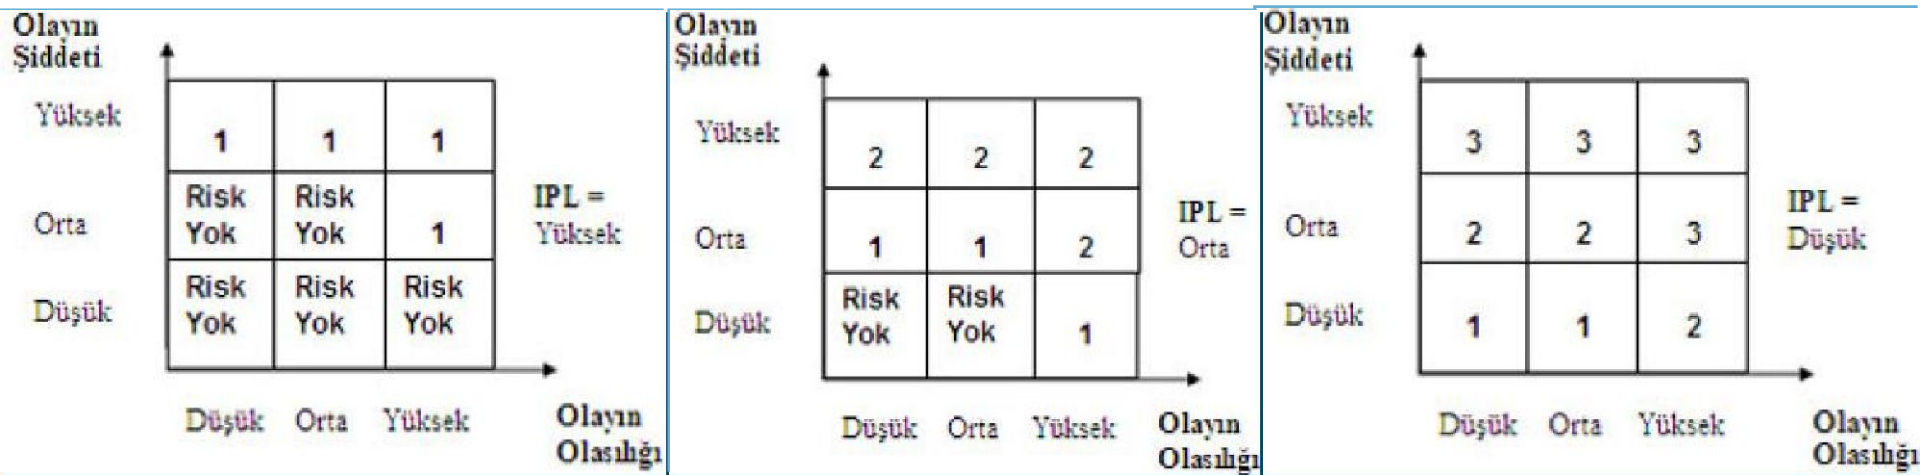 Olayın
Şiddeti
Yüksek
1 1 1
Orta
Risk Yok Risk Yok 1
Düşük
Risk Yok Risk Yok Risk Yok
IPL =
Yüksek
Düşük Orta Yüksek
Olayın
Olasılığı
Olayın
Şiddeti
Yüksek
2 2 2
Orta
1 1 2
Düşük
Risk Yok Risk Yok 1
IPL =
Orta
Düşük Orta Yüksek
Olayın
Olasılığı
Olayın
Şiddeti
Yüksek
3 3 3
Orta
2 2 3
Düşük
1 1 2
IPL =
Düşük
Düşük Orta Yüksek
Olayın
Olasılığı